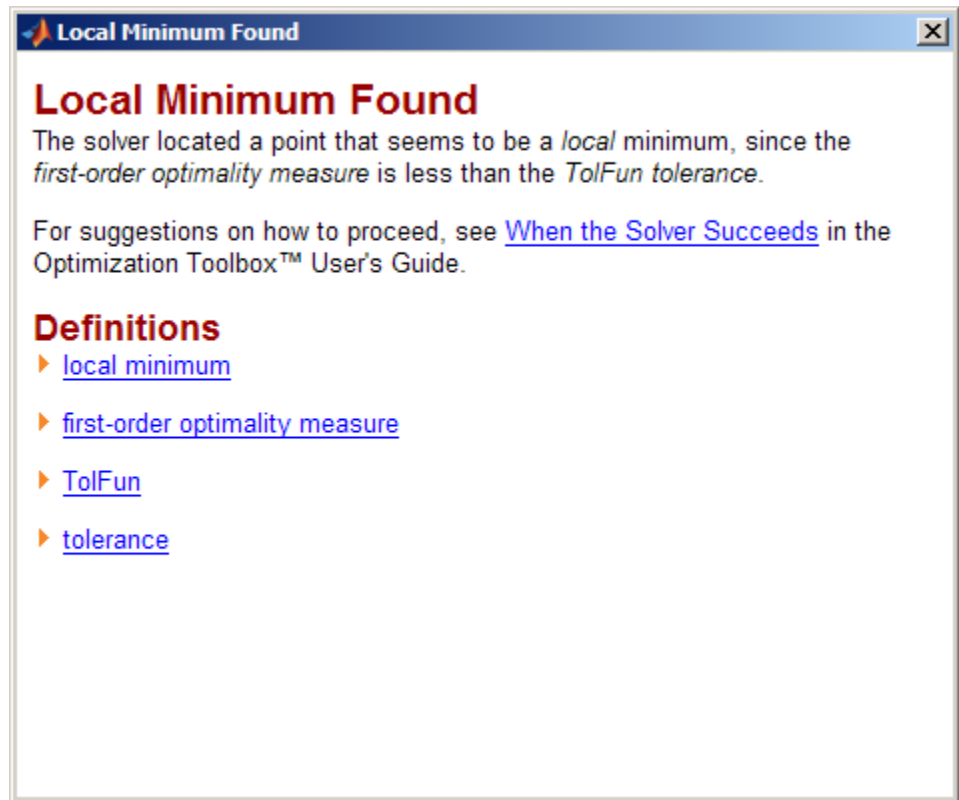 Local Minimum Found
Local Minimum Found
The solver located a point that seems to be a local minimum, since the
first-order optimality measure is less than the TolFun tolerance.
For suggestions on how to proceed, see When the Solver Succeeds in the
Optimization Toolbox™ User's Guide.
Definitions
local minimum
first-order optimality measure
TolFun
tolerance